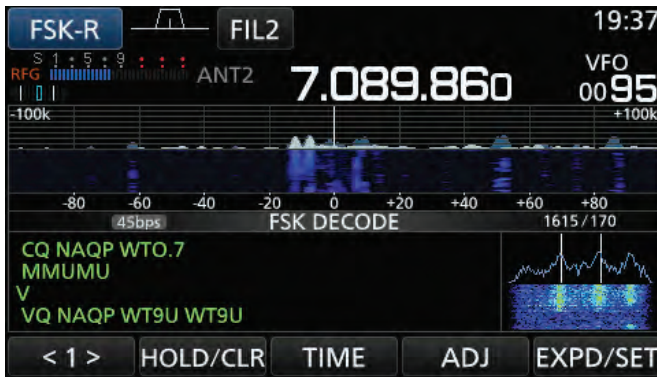 FSK-R FIL2 19:37
S 1 • 5 • 9 • • •
RFG ANT2 7.089.860 VFO
00 95
-100k +100k
-80 -60 -40 -20 0 +20 +40 +60 +80
45bps FSK DECODE 1615/170
CQ NAQP WTO.7
MMUMU
V
VQ NAQP WT9U WT9U
< 1 > HOLD/CLR TIME ADJ EXPD/SET